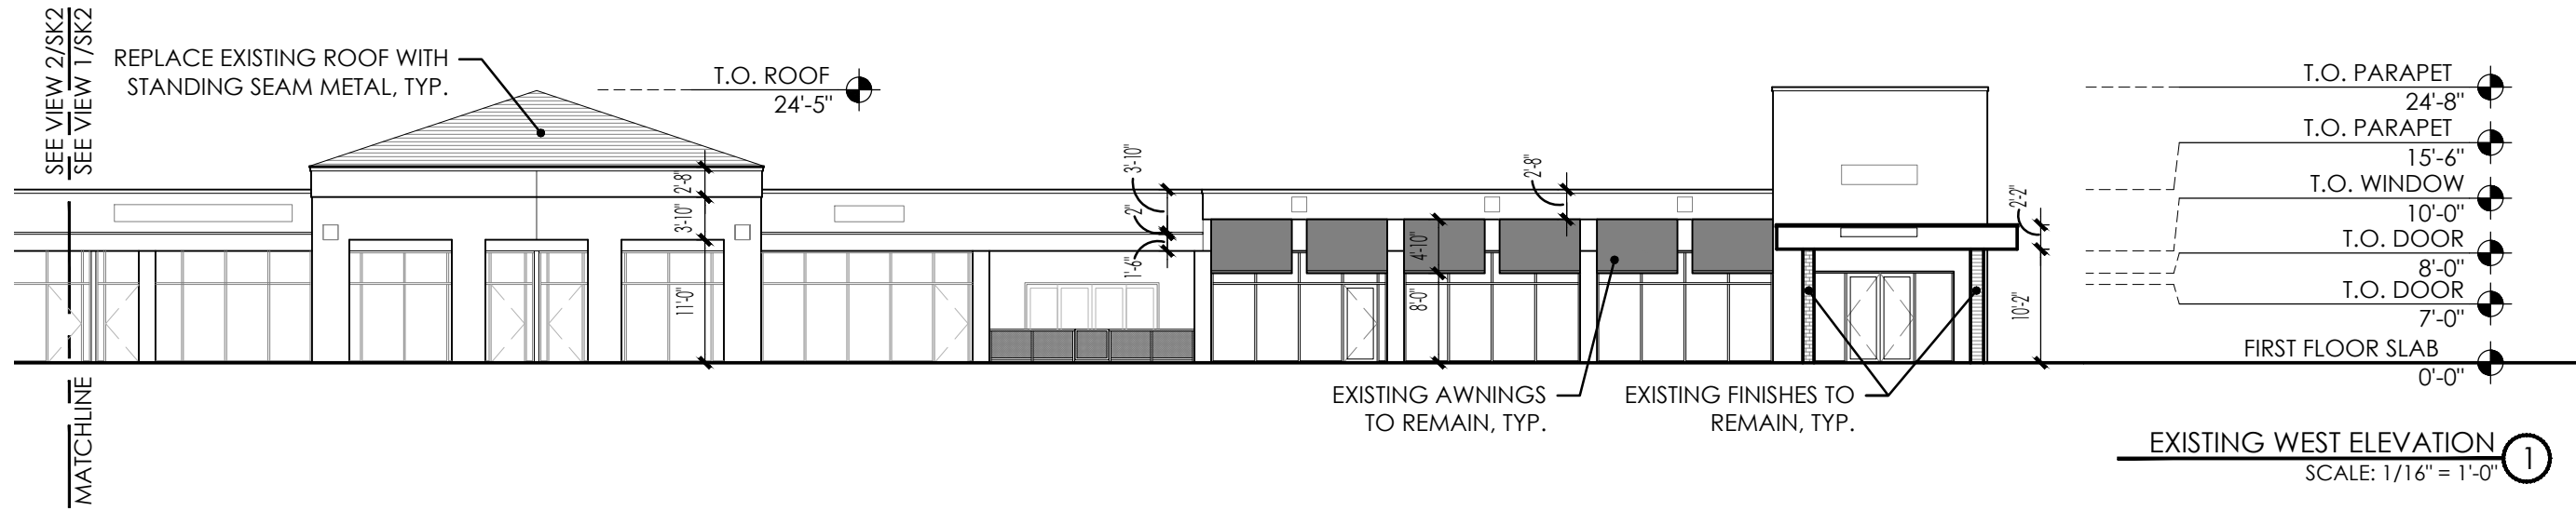 SEE VIEW 2/SK2
SEE VIEW 1/SK2
MATCHLINE
REPLACE EXISTING ROOF WITH
STANDING SEAM METAL, TYP.
T.O. ROOF
24'-5"
2'-8"
3'-10"
11'-0"
3'-10"
2"
1'-6"
2'-8"
4'-10"
8'-0"
EXISTING AWNINGS
TO REMAIN, TYP.
EXISTING FINISHES TO
REMAIN, TYP.
2'-2"
10'-2"
T.O. PARAPET
24'-8"
T.O. PARAPET
15'-6"
T.O. WINDOW
10'-0"
T.O. DOOR
8'-0"
T.O. DOOR
7'-0"
FIRST FLOOR SLAB
0'-0"
EXISTING WEST ELEVATION
SCALE: 1/16" = 1'-0"
1